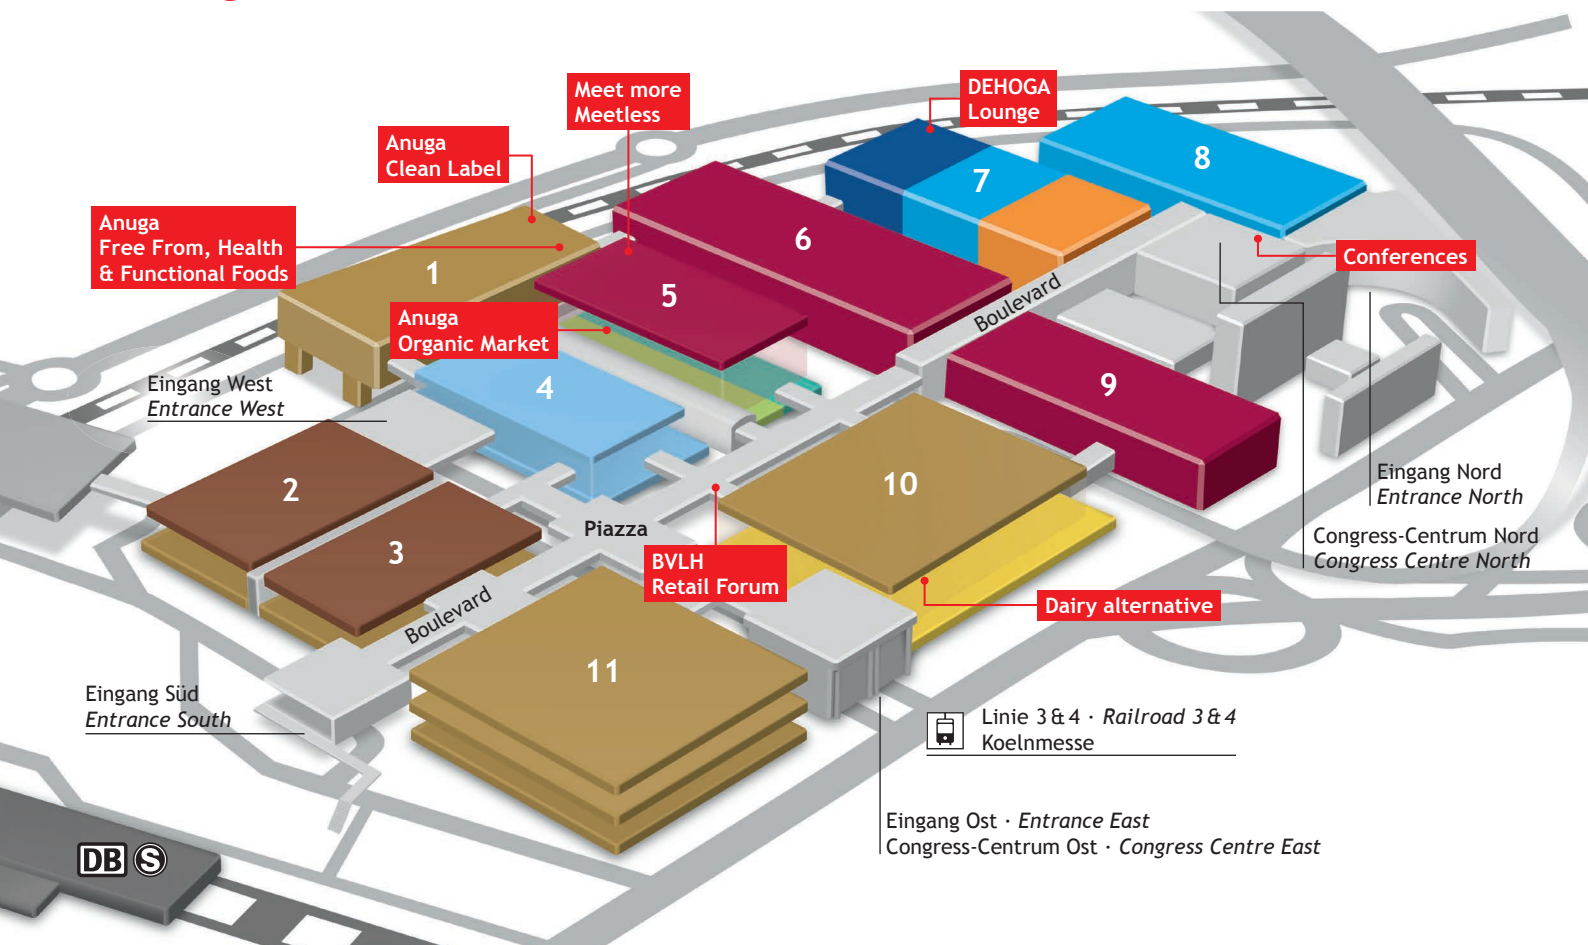 Meet more
Meetless
DEHOGA
Lounge
Anuga
Clean Label
8
7
Anuga
Free From, Health
& Functional Foods
6
1
5
Conferences
Boulevard
Anuga
Organic Market
Eingang West
Entrance West
4
9
2
10
Eingang Nord
Entrance North
Piazza
3
Congress-Centrum Nord
Congress Centre North
BVLH
Retail Forum
Dairy alternative
Boulevard
11
Eingang Süd
Entrance South
Linie 3 & 4 · Railroad 3 & 4
Koelnmesse
Eingang Ost · Entrance East
Congress-Centrum Ost · Congress Centre East
DB S